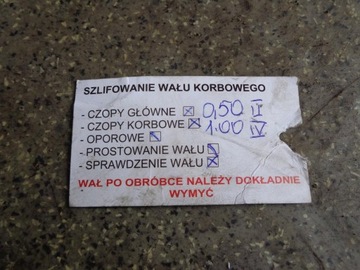 SZLIFOWANIE WAŁU KORBOWEGO
- CZOPY GŁÓWNE ☒ 0,50 II
- CZOPY KORBOWE ☒ 1.00 IV
- OPOROWE ☒
- PROSTOWANIE WAŁU ☒
- SPRAWDZENIE WAŁU ☒
WAŁ PO OBRÓBCE NALEŻY DOKŁADNIE
WYMYĆ